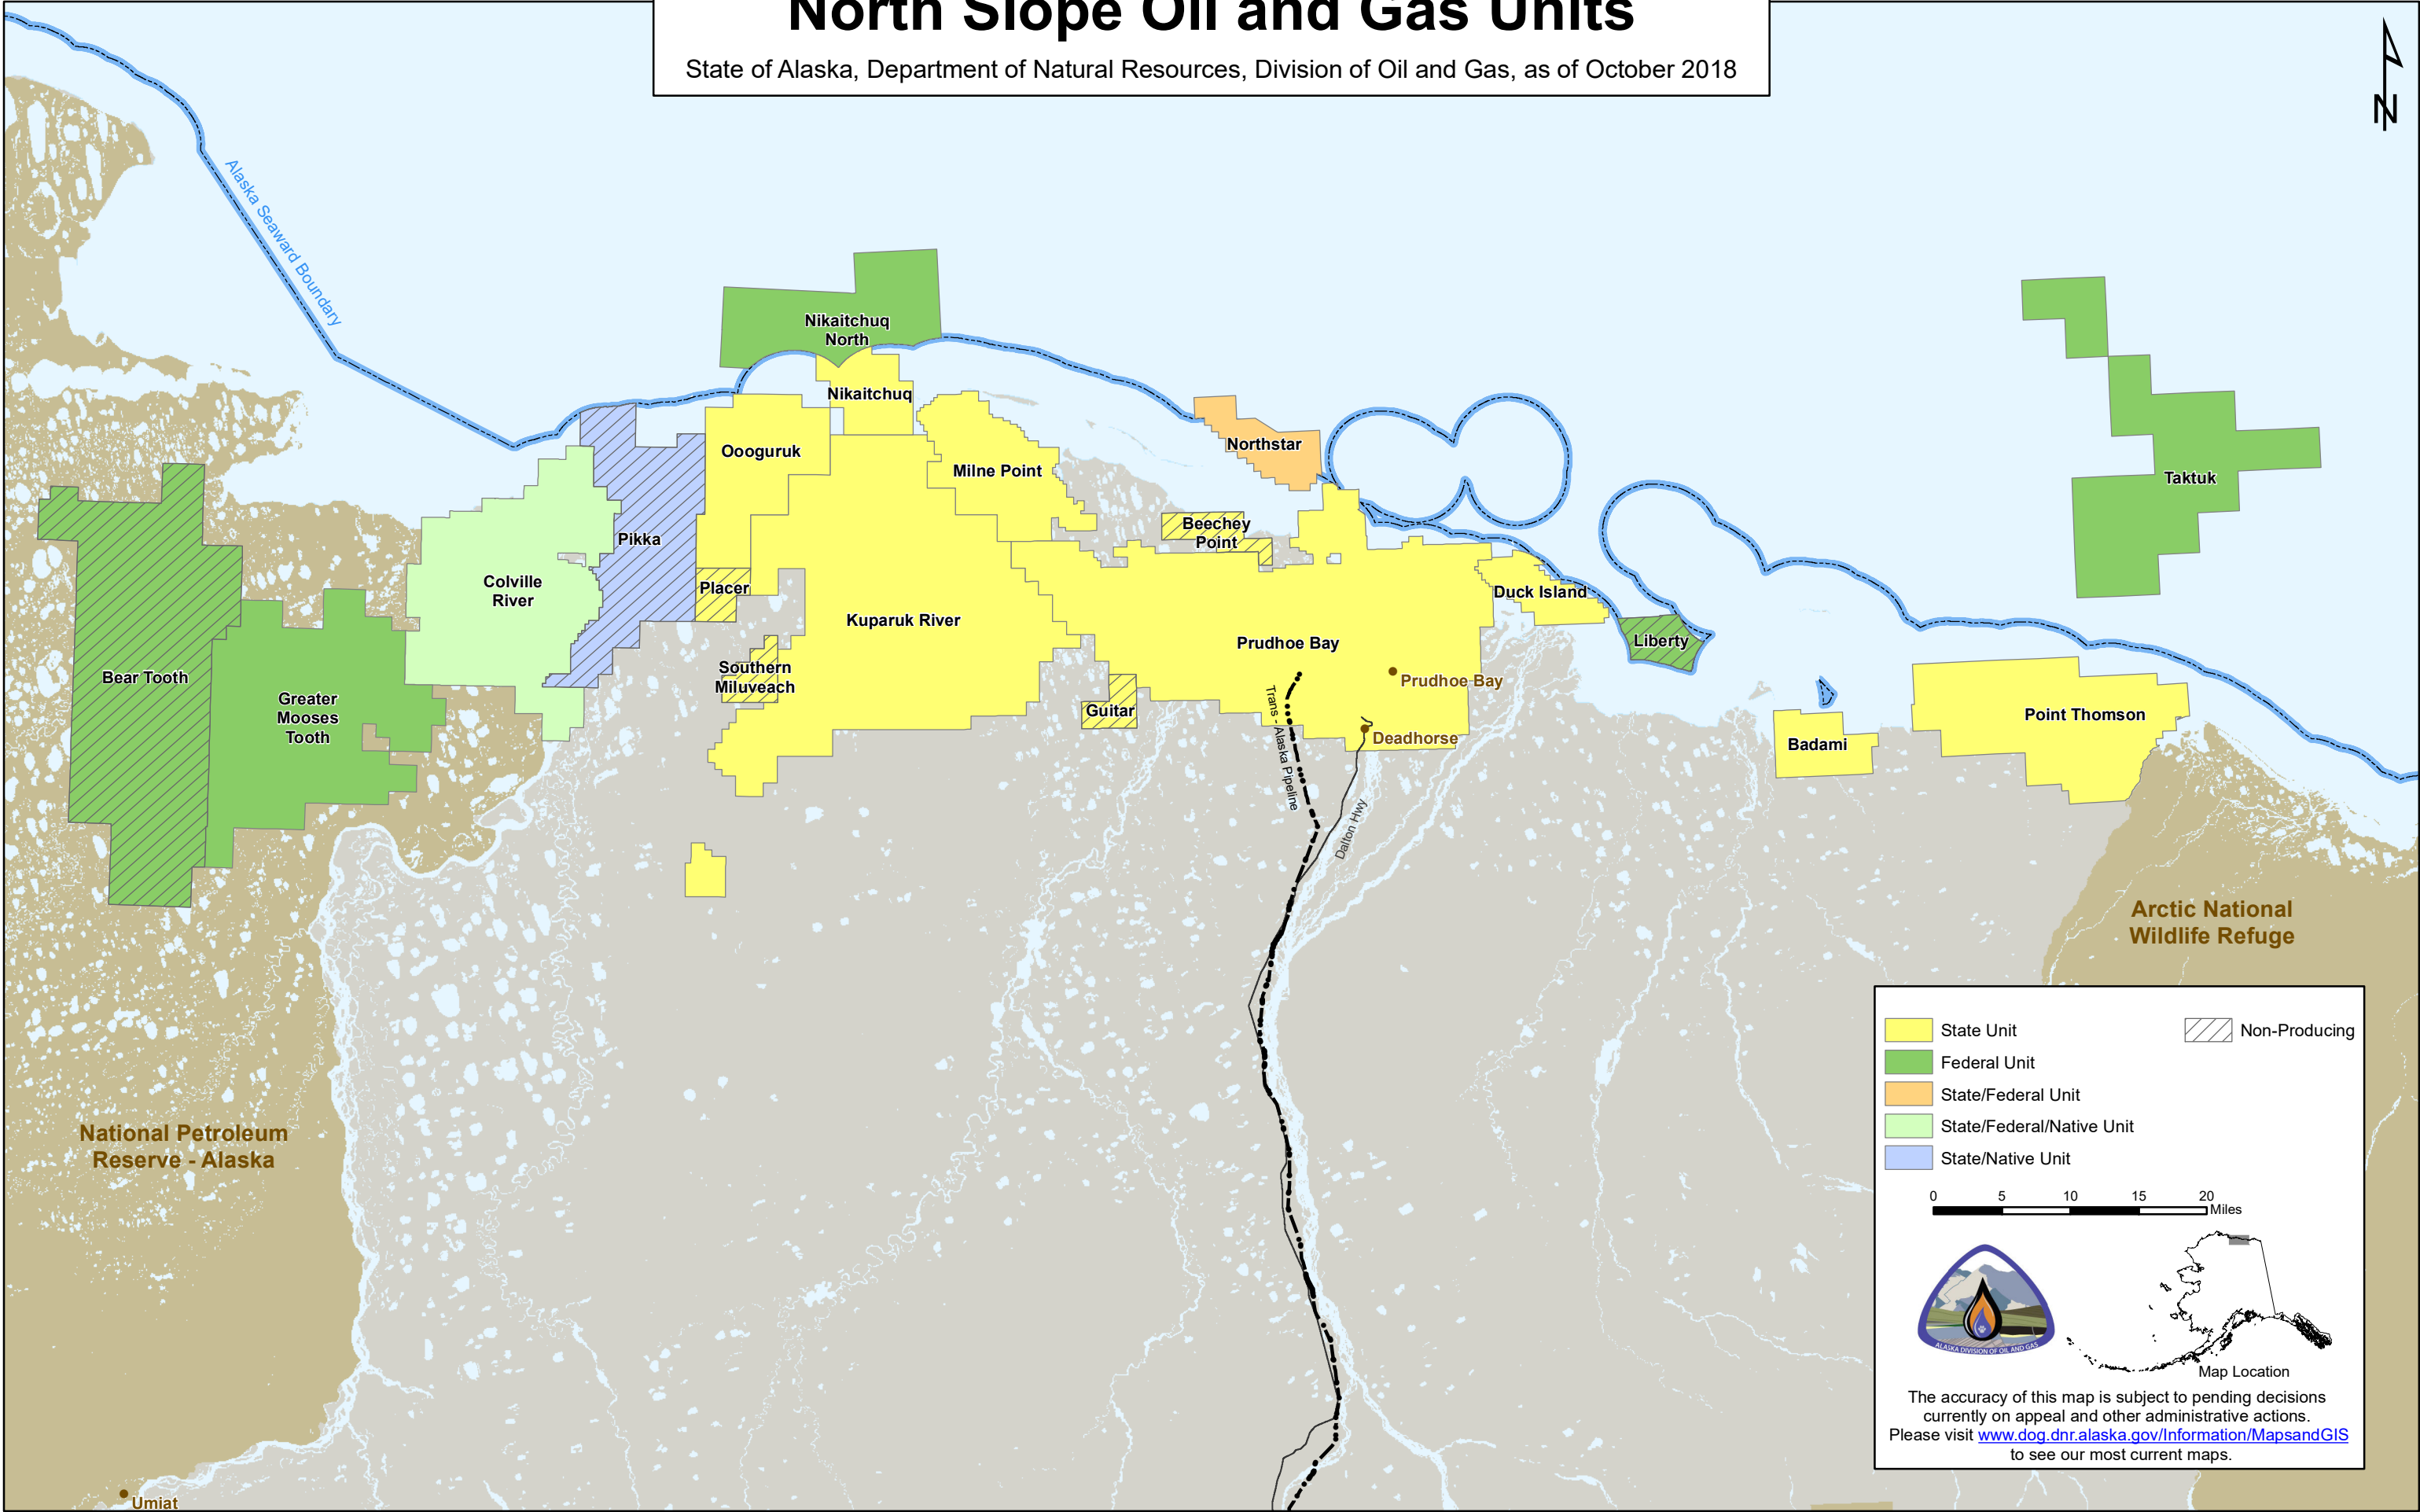 North Slope Oil and Gas Units
State of Alaska, Department of Natural Resources, Division of Oil and Gas, as of October 2018
N
Alaska Seaward Boundary
Nikaitchuq
North
Nikaitchuq
Oooguruk
Milne Point
Northstar
Taktuk
Beechey
Point
Pikka
Colville
River
Placer
Kuparuk River
Duck Island
Prudhoe Bay
Liberty
Bear Tooth
Greater
Mooses
Tooth
Southern
Miluveach
Guitar
Prudhoe Bay
Deadhorse
Trans - Alaska Pipeline
Dalton Hwy
Badami
Point Thomson
Arctic National
Wildlife Refuge
National Petroleum
Reserve - Alaska
Umiat
State Unit
Non-Producing
Federal Unit
State/Federal Unit
State/Federal/Native Unit
State/Native Unit
0 5 10 15 20
Miles
ALASKA DIVISION OF OIL AND GAS
Map Location
The accuracy of this map is subject to pending decisions
currently on appeal and other administrative actions.
Please visit www.dog.dnr.alaska.gov/Information/MapsandGIS
to see our most current maps.